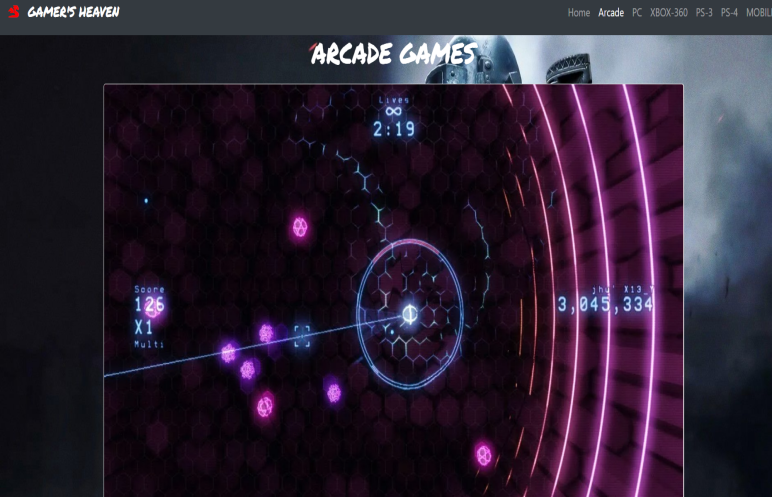 GAMER'S HEAVEN
Home Arcade PC XBOX-360 PS-3 PS-4 MOBIL
ARCADE GAMES
Lives
∞
2:19
Score
126
X1
Multi
3,045,334